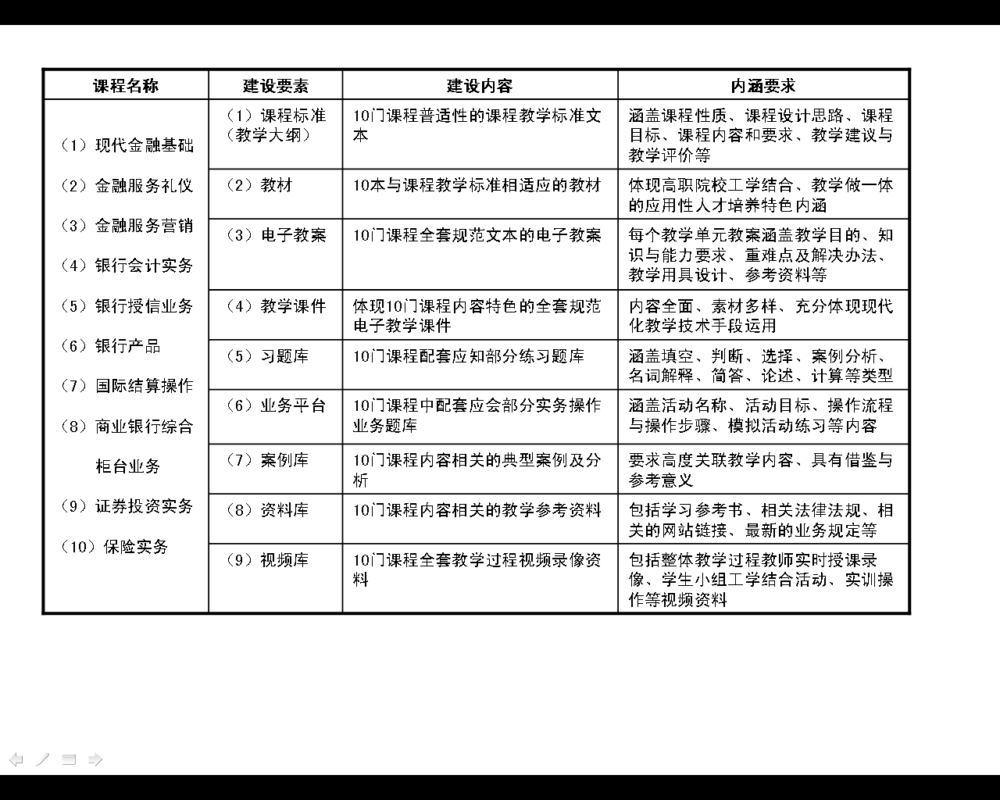 课程名称
建设要素
建设内容
内涵要求
（1）现代金融基础
（2）金融服务礼仪
（3）金融服务营销
（4）银行会计实务
（5）银行授信业务
（6）银行产品
（7）国际结算操作
（8）商业银行综合
柜台业务
（9）证券投资实务
（10）保险实务
（1）课程标准
（教学大纲）
10门课程普适性的课程教学标准文
本
涵盖课程性质、课程设计思路、课程
目标、课程内容和要求、教学建议与
教学评价等
（2）教材
10本与课程教学标准相适应的教材
体现高职院校工学结合、教学做一体
的应用性人才培养特色内涵
（3）电子教案
10门课程全套规范文本的电子教案
每个教学单元教案涵盖教学目的、知
识与能力要求、重难点及解决办法、
教学用具设计、参考资料等
（4）教学课件
体现10门课程内容特色的全套规范
电子教学课件
内容全面、素材多样、充分体现现代
化教学技术手段运用
（5）习题库
10门课程配套应知部分练习题库
涵盖填空、判断、选择、案例分析、
名词解释、简答、论述、计算等类型
（6）业务平台
10门课程中配套应会部分实务操作
业务题库
涵盖活动名称、活动目标、操作流程
与操作步骤、模拟活动练习等内容
（7）案例库
10门课程内容相关的典型案例及分
析
要求高度关联教学内容、具有借鉴与
参考意义
（8）资料库
10门课程内容相关的教学参考资料
包括学习参考书、相关法律法规、相
关的网站链接、最新的业务规定等
（9）视频库
10门课程全套教学过程视频录像资
料
包括整体教学过程教师实时授课录
像、学生小组工学结合活动、实训操
作等视频资料